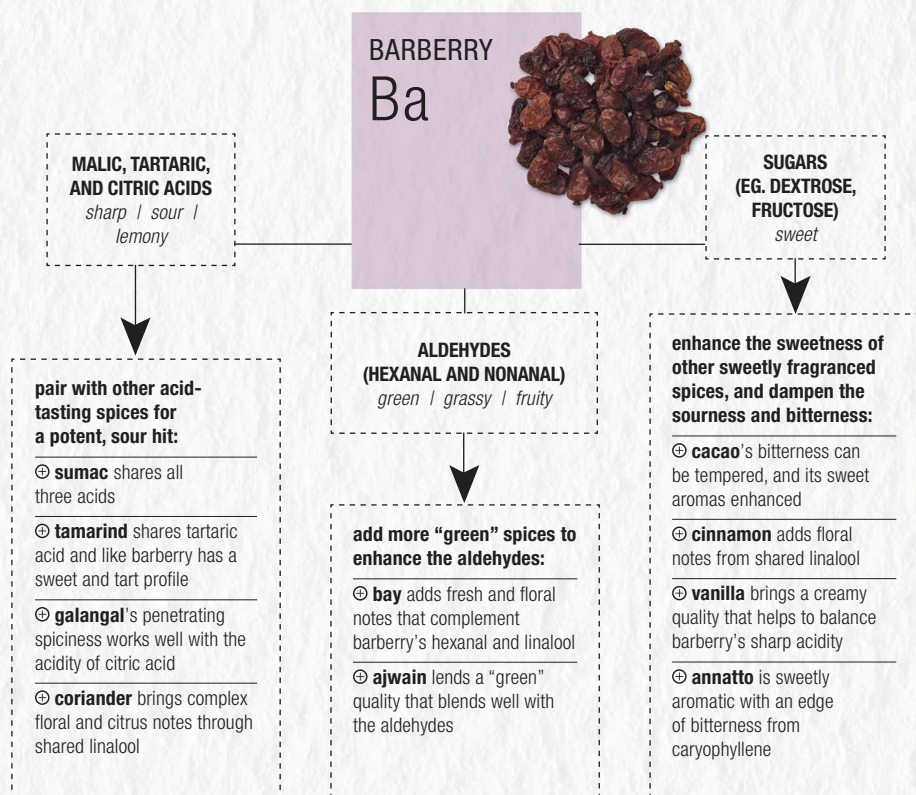 BARBERRY
Ba
MALIC, TARTARIC,
AND CITRIC ACIDS
sharp | sour |
lemony
pair with other acid-
tasting spices for
a potent, sour hit:
⊕ sumac shares all
three acids
⊕ tamarind shares tartaric
acid and like barberry has a
sweet and tart profile
⊕ galangal's penetrating
spiciness works well with the
acidity of citric acid
⊕ coriander brings complex
floral and citrus notes through
shared linalool
ALDEHYDES
(HEXANAL AND NONANAL)
green | grassy | fruity
add more “green” spices to
enhance the aldehydes:
⊕ bay adds fresh and floral
notes that complement
barberry's hexanal and linalool
⊕ ajwain lends a “green”
quality that blends well with
the aldehydes
SUGARS
(EG. DEXTROSE,
FRUCTOSE)
sweet
enhance the sweetness of
other sweetly fragranced
spices, and dampen the
sourness and bitterness:
⊕ cacao's bitterness can
be tempered, and its sweet
aromas enhanced
⊕ cinnamon adds floral
notes from shared linalool
⊕ vanilla brings a creamy
quality that helps to balance
barberry's sharp acidity
⊕ annatto is sweetly
aromatic with an edge
of bitterness from
caryophyllene